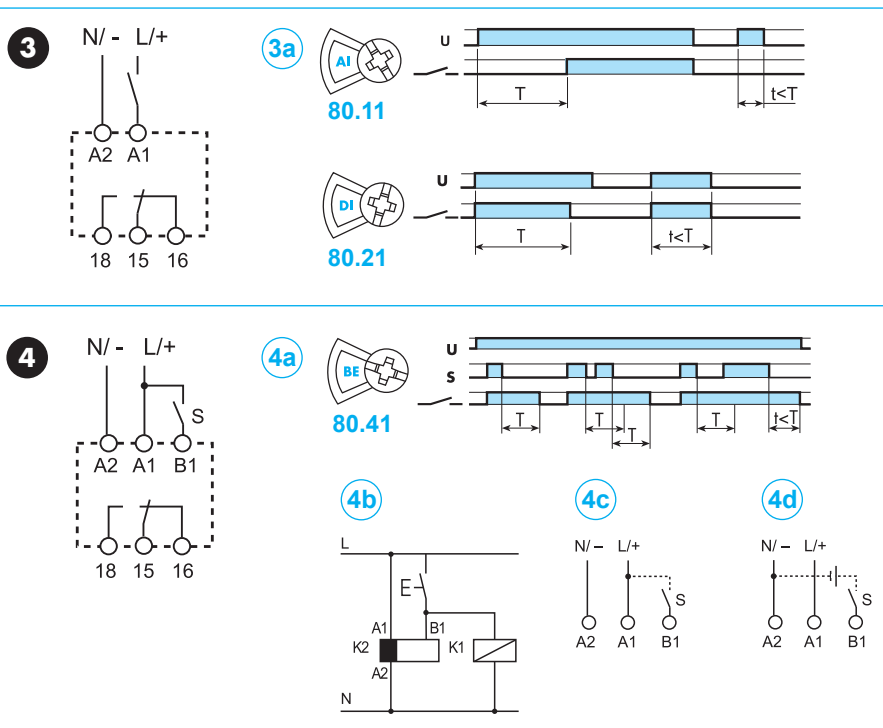 3
N/ - L/+
A2 A1
18 15 16
3a
AI
80.11
U
T
t<T
DI
80.21
U
T
t<T
4
N/ - L/+
S
A2 A1 B1
18 15 16
4a
BE
80.41
U
S
T T T T t<T
4b
L
E
A1 B1
K2 K1
A2
N
4c
N/ – L/+
S
A2 A1 B1
4d
N/ – L/+
S
A2 A1 B1